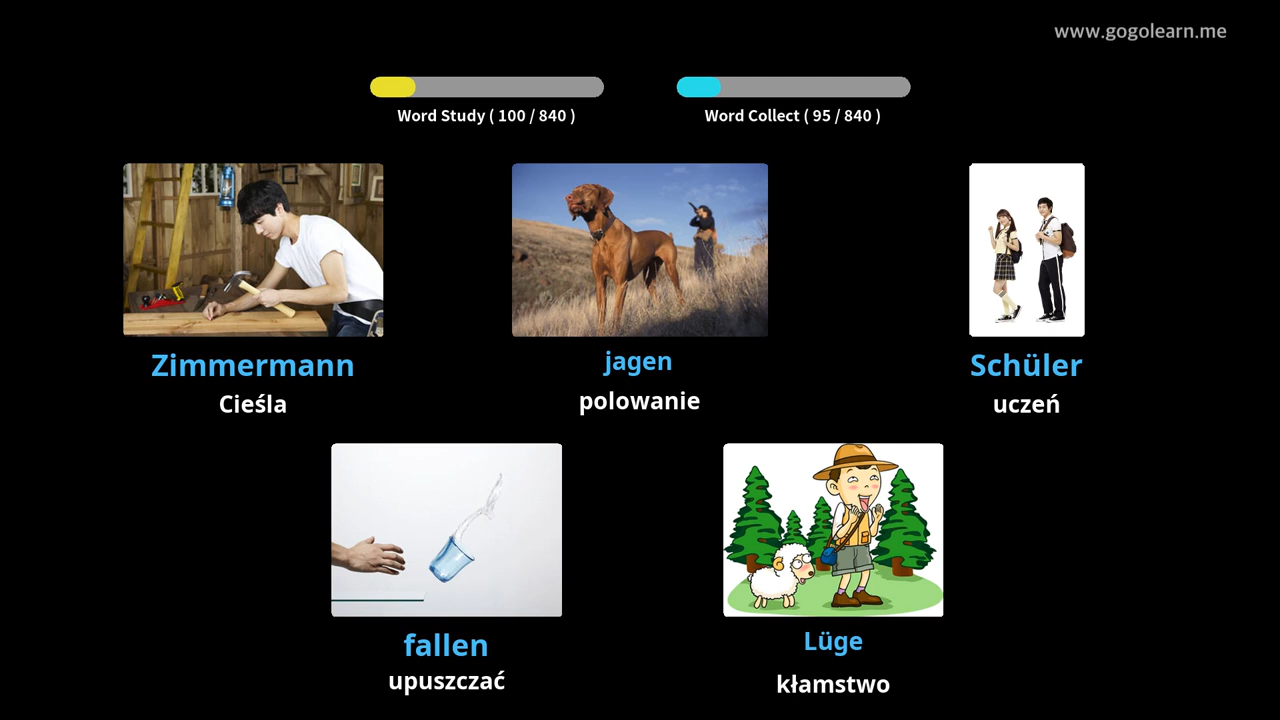 www.gogolearn.me
Word Study ( 100 / 840 )
Word Collect ( 95 / 840 )
Zimmermann
Cieśla
jagen
polowanie
Schüler
uczeń
fallen
upuszczać
Lüge
kłamstwo